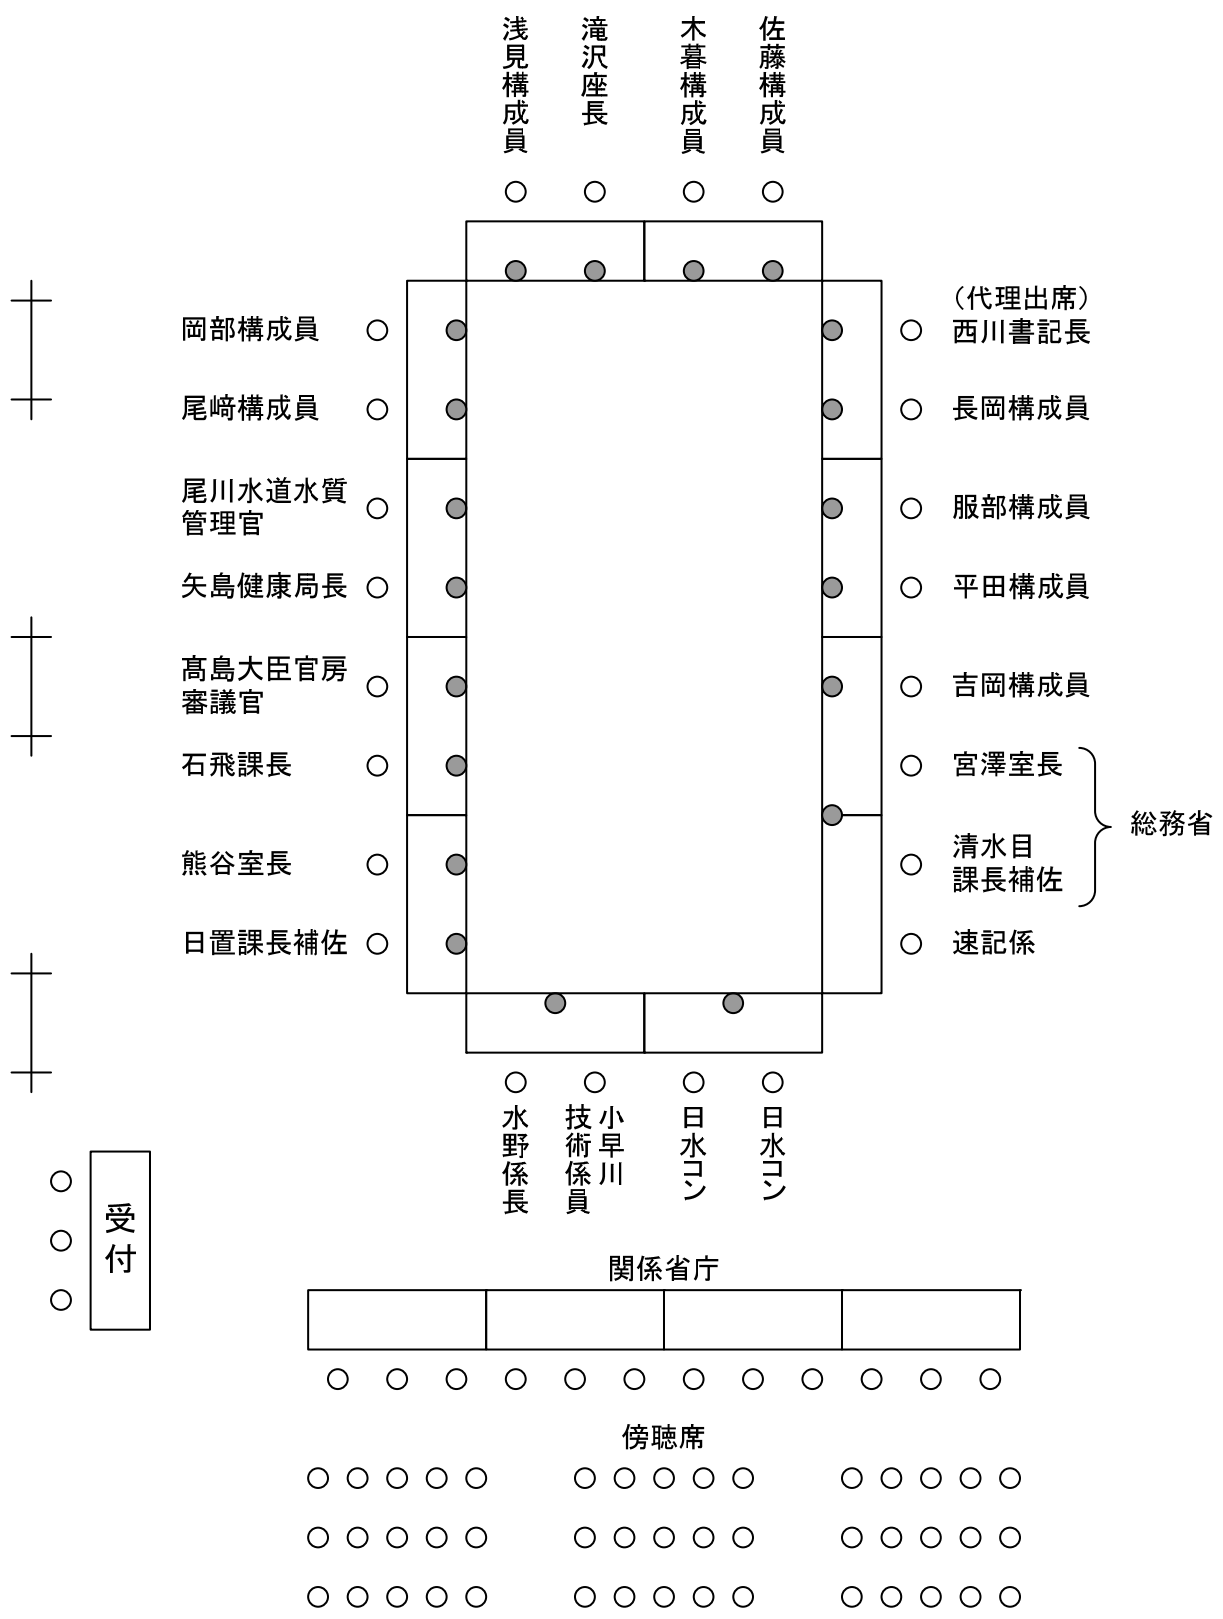 浅見構成員
滝沢座長
木暮構成員
佐藤構成員
岡部構成員
尾﨑構成員
尾川水道水質
管理官
矢島健康局長
髙島大臣官房
審議官
石飛課長
熊谷室長
日置課長補佐
（代理出席）
西川書記長
長岡構成員
服部構成員
平田構成員
吉岡構成員
宮澤室長
清水目
課長補佐
総務省
速記係
水野係長
小早川
技術係員
日水コン
日水コン
受付
関係省庁
傍聴席